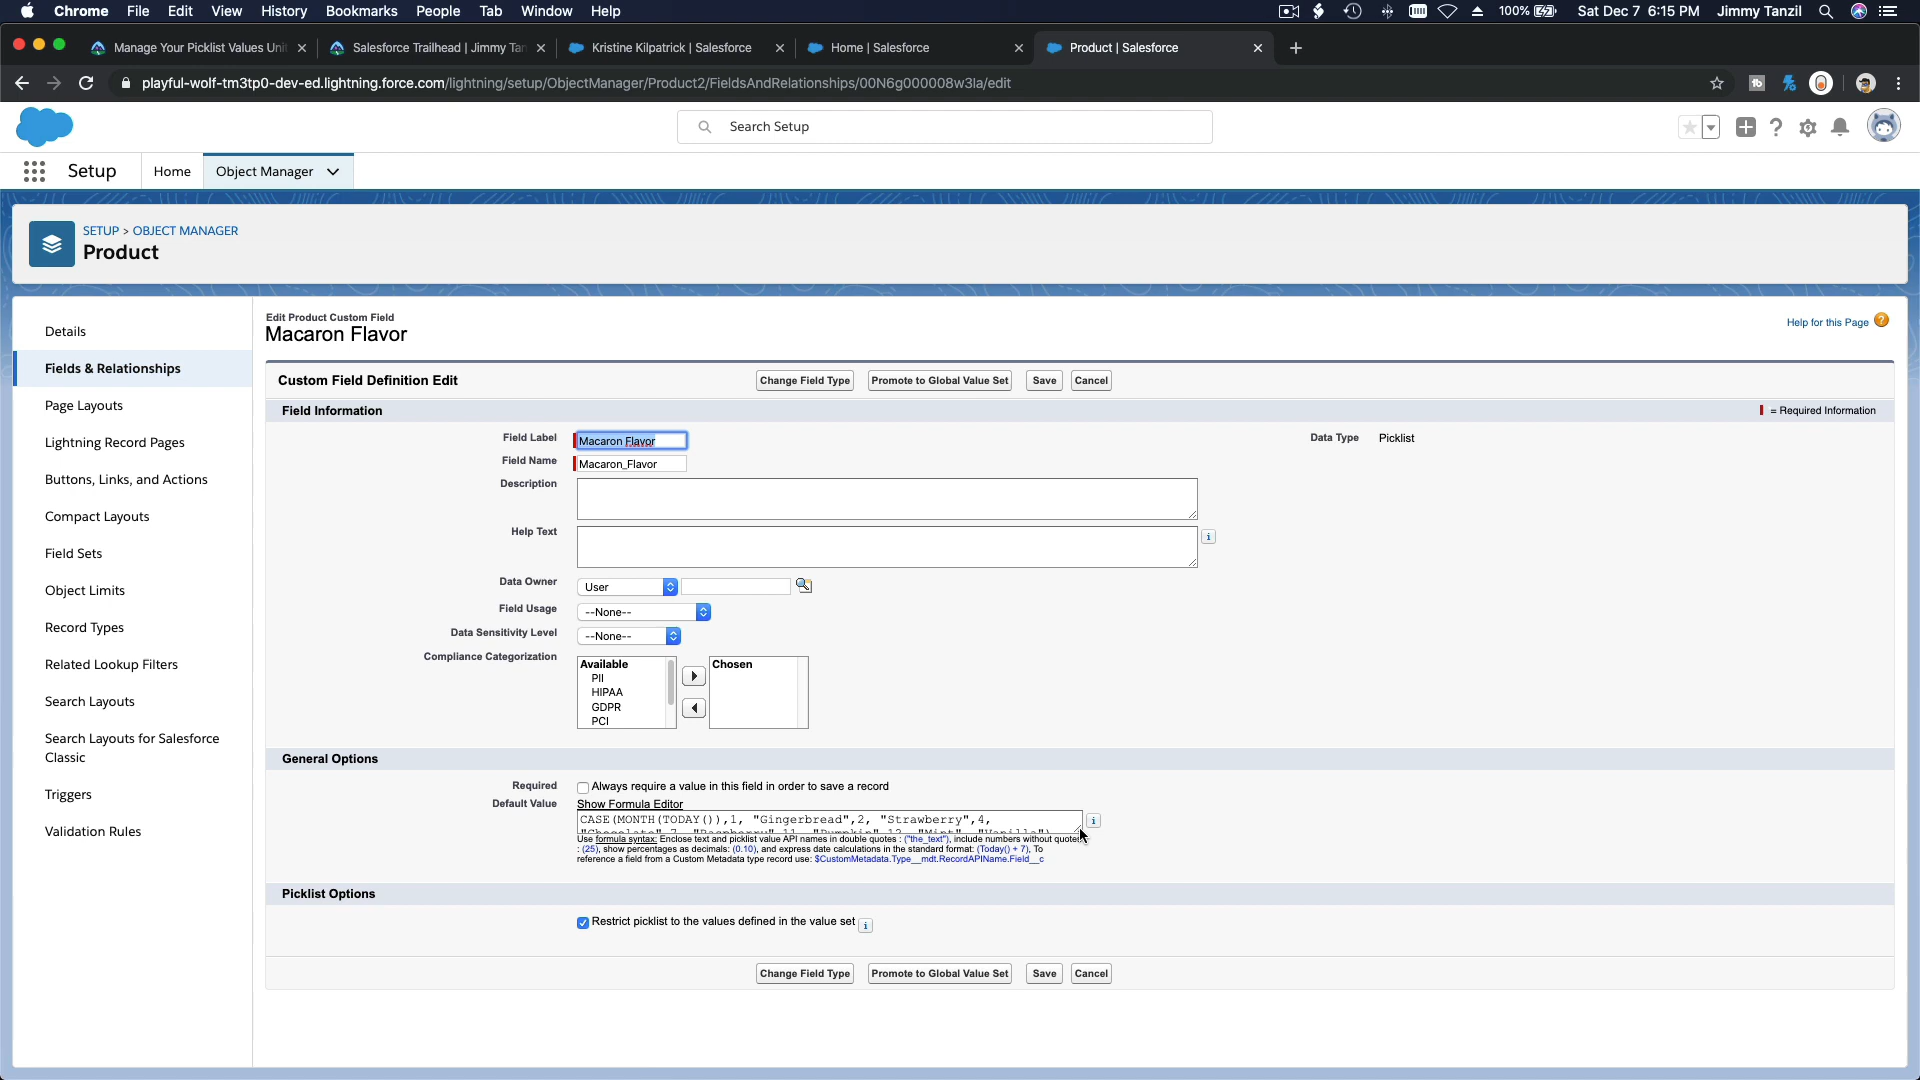 Chrome File Edit View History Bookmarks People Tab Window Help 100% Sat Dec 7 6:15 PM Jimmy Tanzil
Manage Your Picklist Values Uni Salesforce Trailhead | Jimmy Tan Kristine Kilpatrick | Salesforce Home | Salesforce Product | Salesforce
playful-wolf-tm3tp0-dev-ed.lightning.force.com/lightning/setup/ObjectManager/Product2/FieldsAndRelationships/00N6g000008w3la/edit
Search Setup
Setup Home Object Manager
SETUP > OBJECT MANAGER
Product
Details
Fields & Relationships
Page Layouts
Lightning Record Pages
Buttons, Links, and Actions
Compact Layouts
Field Sets
Object Limits
Record Types
Related Lookup Filters
Search Layouts
Search Layouts for Salesforce
Classic
Triggers
Validation Rules
Edit Product Custom Field
Macaron Flavor
Help for this Page
Custom Field Definition Edit Change Field Type Promote to Global Value Set Save Cancel
Field Information = Required Information
Field Label Macaron Flavor Data Type Picklist
Field Name Macaron_Flavor
Description
Help Text
Data Owner User
Field Usage --None--
Data Sensitivity Level --None--
Compliance Categorization
Available Chosen
PII
HIPAA
GDPR
PCI
General Options
Required Always require a value in this field in order to save a record
Default Value Show Formula Editor
CASE(MONTH(TODAY()),1, "Gingerbread",2, "Strawberry",4,
"Chocolate",7, "Raspberry",11, "Pumpkin",12, "Mint", "Vanilla")
Use formula syntax: Enclose text and picklist value API names in double quotes : ("the_text"), include numbers without quotes
: (25), show percentages as decimals: (0.10), and express date calculations in the standard format: (Today() + 7), To
reference a field from a Custom Metadata type record use: $CustomMetadata.Type__mdt.RecordAPIName.Field__c
Picklist Options
Restrict picklist to the values defined in the value set
Change Field Type Promote to Global Value Set Save Cancel